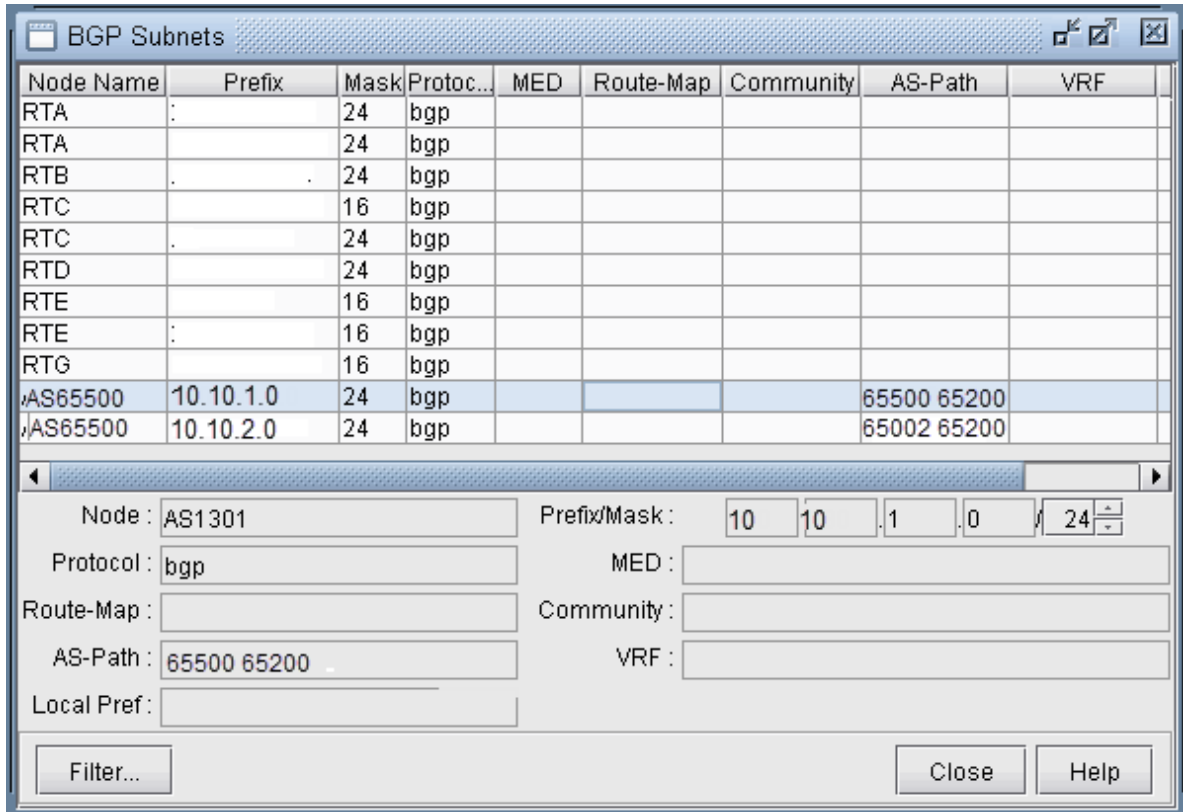 BGP Subnets
Node Name Prefix Mask Protoc... MED Route-Map Community AS-Path VRF
RTA 24 bgp
RTA 24 bgp
RTB 24 bgp
RTC 16 bgp
RTC 24 bgp
RTD 24 bgp
RTE 16 bgp
RTE 16 bgp
RTG 16 bgp
AS65500 10.10.1.0 24 bgp 65500 65200
AS65500 10.10.2.0 24 bgp 65002 65200
Node : AS1301 Prefix/Mask : 10 10 .1 .0 / 24
Protocol : bgp MED :
Route-Map : Community :
AS-Path : 65500 65200 VRF :
Local Pref :
Filter... Close Help